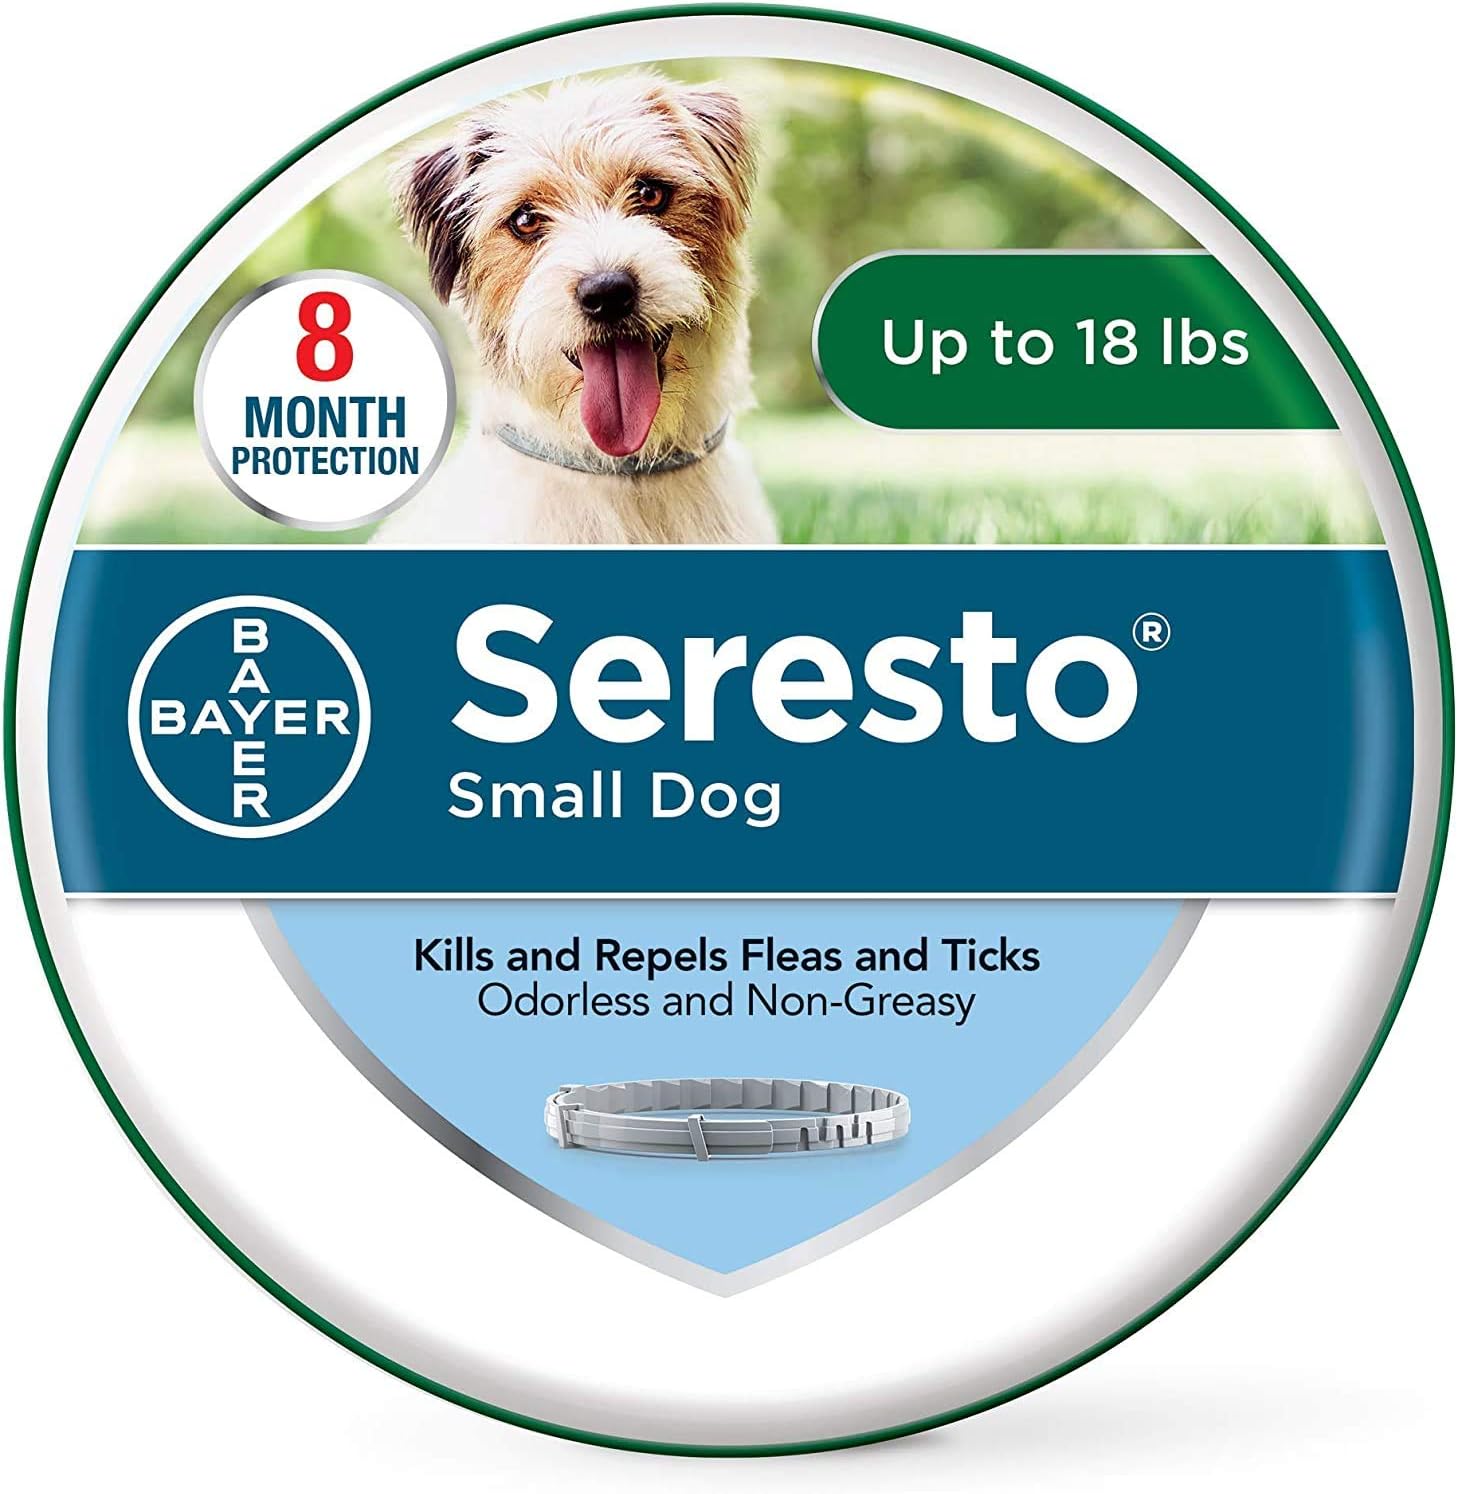 8
MONTH
PROTECTION
Up to 18 lbs
BAYER
BAYER
Seresto®
Small Dog
Kills and Repels Fleas and Ticks
Odorless and Non-Greasy